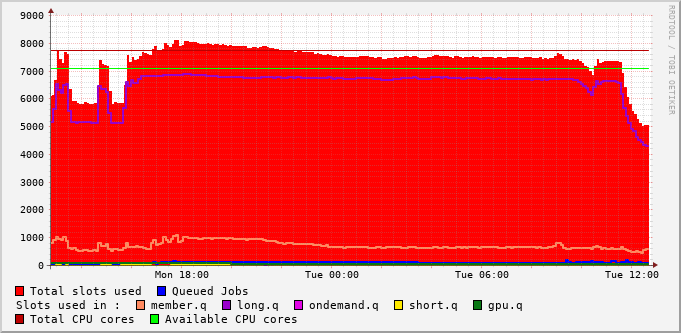 9000
8000
7000
6000
5000
4000
3000
2000
1000
0
Mon 18:00 Tue 00:00 Tue 06:00 Tue 12:00
Total slots used Queued Jobs
Slots used in : member.q long.q ondemand.q short.q gpu.q
Total CPU cores Available CPU cores
RRDTOOL / TOBI OETIKER